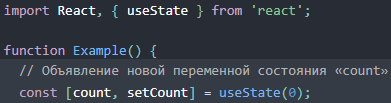 import React, { useState } from 'react';
function Example() {
// Объявление новой переменной состояния «count»
const [count, setCount] = useState(0);